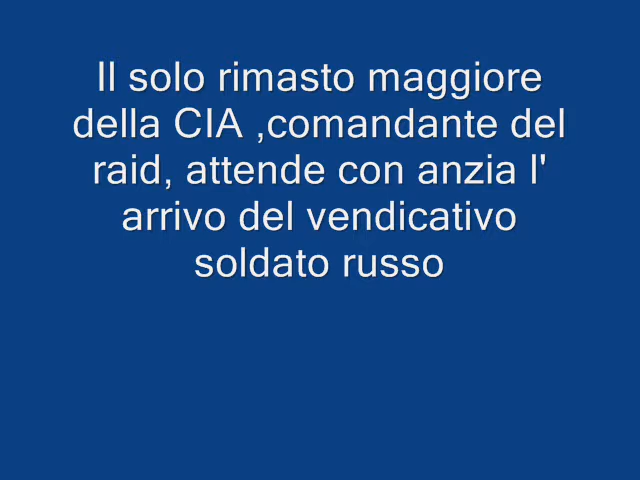 Il solo rimasto maggiore
della CIA ,comandante del
raid, attende con anzia l'
arrivo del vendicativo
soldato russo